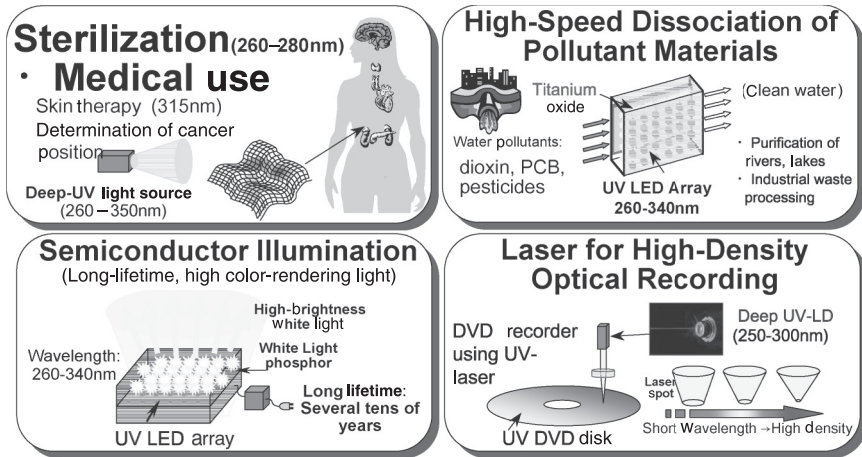 Sterilization (260–280nm)
· Medical use
Skin therapy (315nm)
Determination of cancer
position
Deep-UV light source
(260–350nm)
High-Speed Dissociation of
Pollutant Materials
Titanium
oxide
(Clean water)
Water pollutants:
dioxin, PCB,
pesticides
UV LED Array
260-340nm
· Purification of
rivers, lakes
· Industrial waste
processing
Semiconductor Illumination
(Long-lifetime, high color-rendering light)
High-brightness
white light
Wavelength:
260-340nm
White Light
phosphor
Long lifetime:
Several tens of
years
UV LED array
Laser for High-Density
Optical Recording
DVD recorder
using UV-
laser
Deep UV-LD
(250-300nm)
Laser
spot
UV DVD disk
Short Wavelength →High density